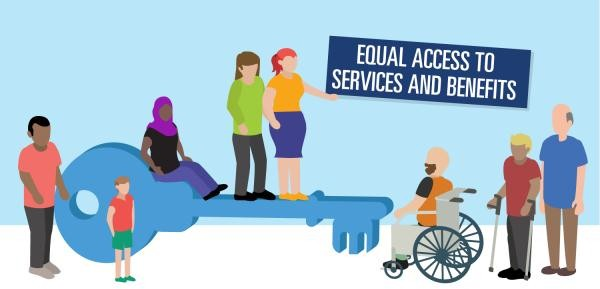 EQUAL ACCESS TO
SERVICES AND BENEFITS